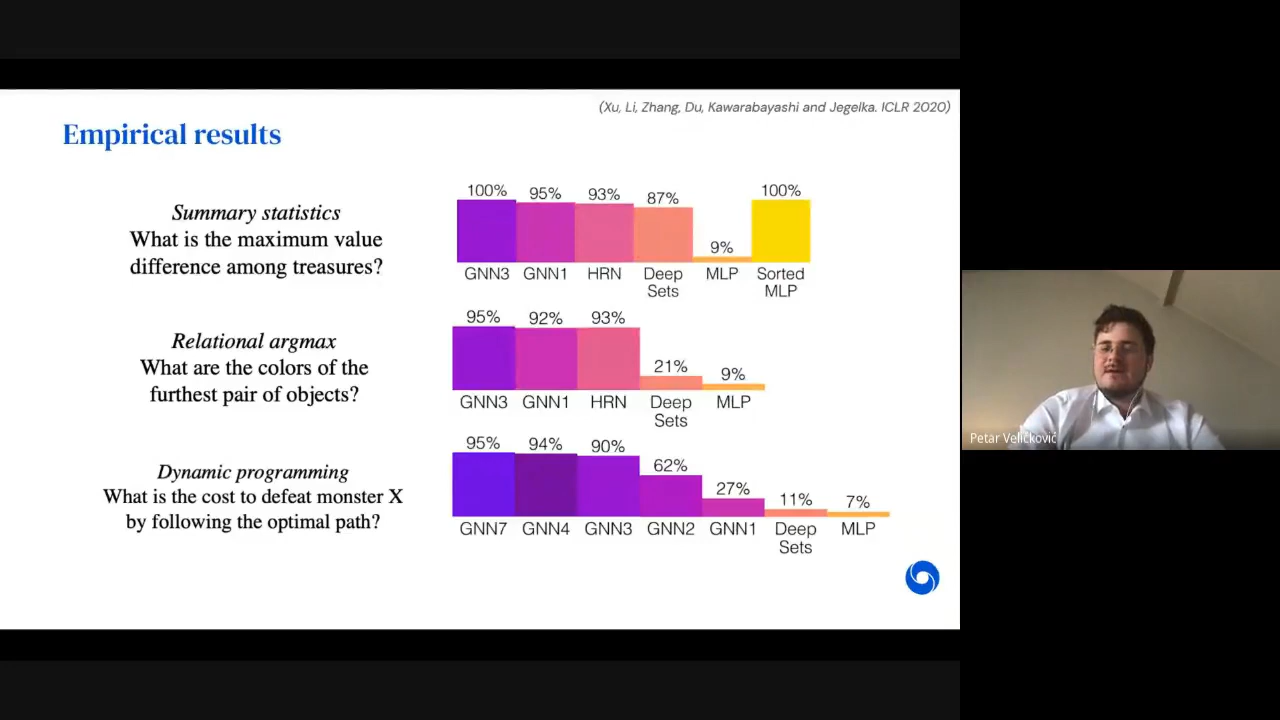 (Xu, Li, Zhang, Du, Kawarabayashi and Jegelka. ICLR 2020)
Empirical results
Summary statistics
What is the maximum value
difference among treasures?
100% 95% 93% 87% 9% 100%
GNN3 GNN1 HRN Deep Sets MLP Sorted MLP
Relational argmax
What are the colors of the
furthest pair of objects?
95% 92% 93% 21% 9%
GNN3 GNN1 HRN Deep Sets MLP
Dynamic programming
What is the cost to defeat monster X
by following the optimal path?
95% 94% 90% 62% 27% 11% 7%
GNN7 GNN4 GNN3 GNN2 GNN1 Deep Sets MLP
Petar Veličković